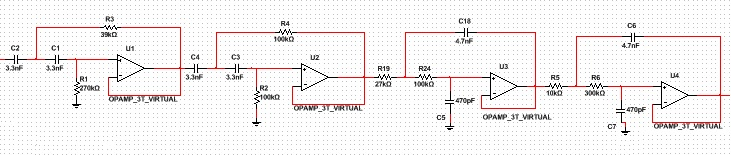 R3
39kΩ
C2
3.3nF
C1
3.3nF
R1
270kΩ
U1
OPAMP_3T_VIRTUAL
R4
100kΩ
C4
3.3nF
C3
3.3nF
R2
100kΩ
U2
OPAMP_3T_VIRTUAL
C18
4.7nF
R19
27kΩ
R24
100kΩ
470pF
C5
U3
OPAMP_3T_VIRTUAL
C6
4.7nF
R5
10kΩ
R6
300kΩ
470pF
C7
U4
OPAMP_3T_VIRTUAL